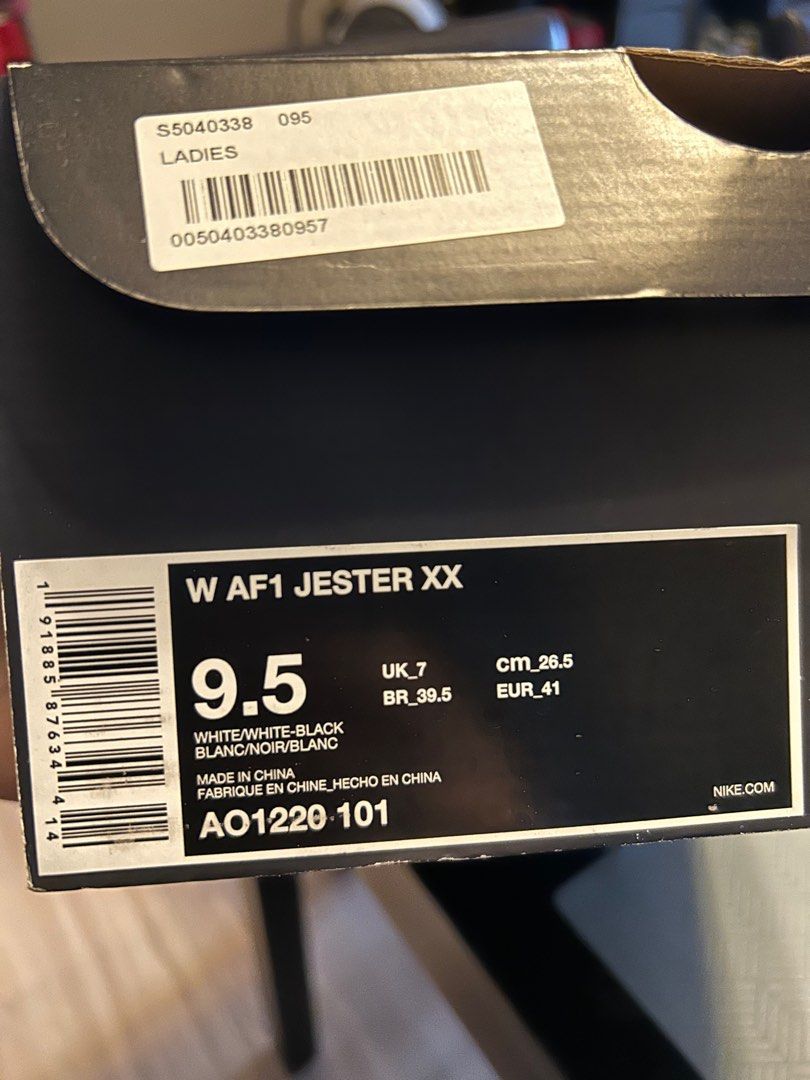 S5040338 095
LADIES
0050403380957
W AF1 JESTER XX
9.5
UK_7
cm_26.5
BR_39.5
EUR_41
WHITE/WHITE-BLACK
BLANC/NOIR/BLANC
MADE IN CHINA
FABRIQUE EN CHINE_HECHO EN CHINA
AO1220 101
NIKE.COM
1 91885 87634 4 14